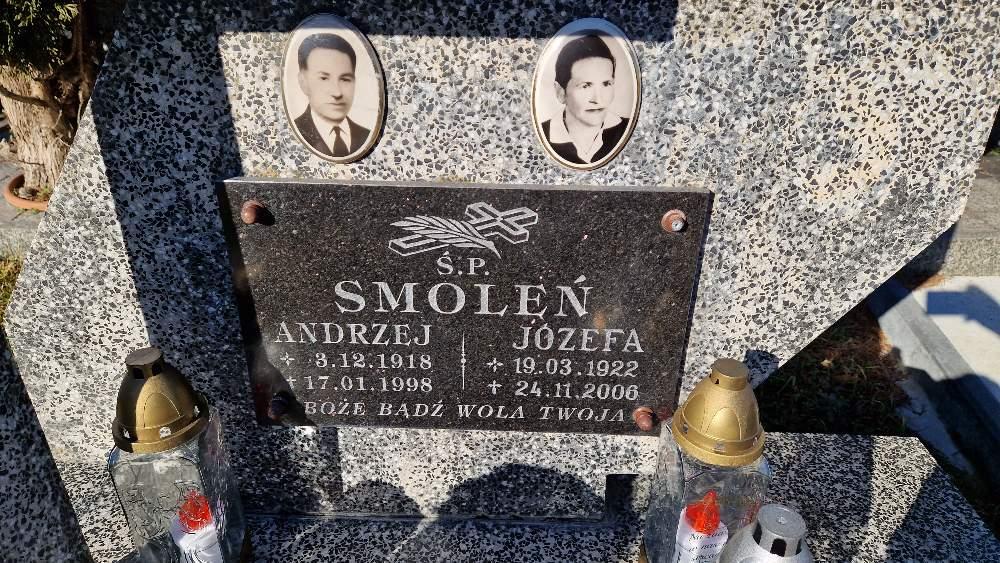 Ś.P.
SMOLEŃ
ANDRZEJ JÓZEFA
3.12.1918 19.03.1922
17.01.1998 24.11.2006
BOŻE BĄDŹ WOLA TWOJA